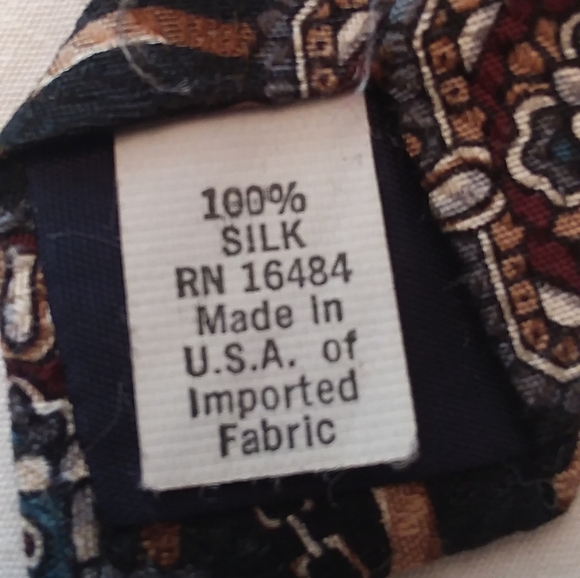 100%
SILK
RN 16484
Made In
U.S.A. of
Imported
Fabric